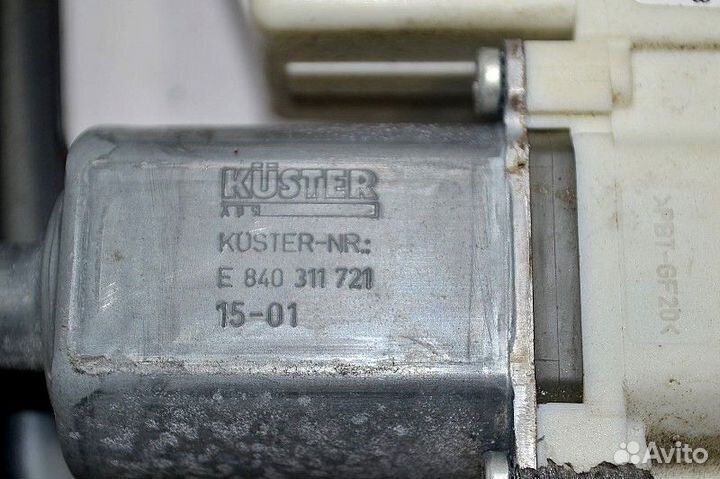 KÜSTER
KÜSTER-NR.:
E 840 311 721
15-01
>PBT-GF20<
Avito